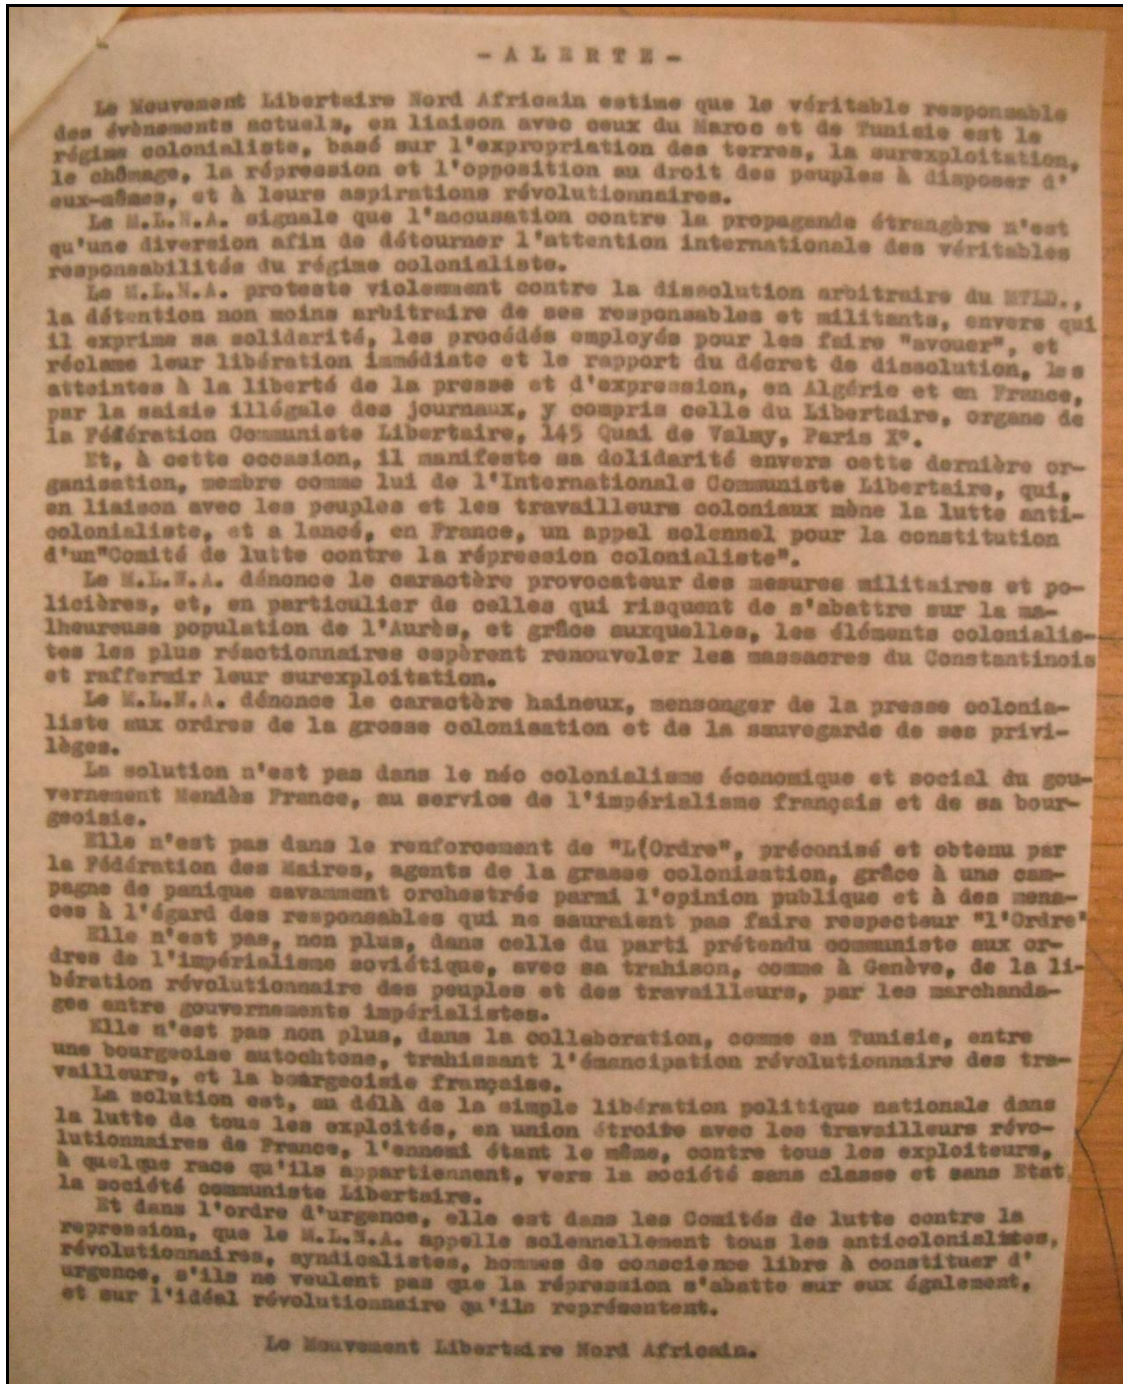 - A L E R T E -
Le Mouvement Libertaire Nord Africain estime que le véritable responsable
des évènements actuels, en liaison avec ceux du Maroc et de Tunisie est le
régime colonialiste, basé sur l'expropriation des terres, la surexploitation,
le chômage, la répression et l'opposition au droit des peuples à disposer d'
eux-mêmes, et à leurs aspirations révolutionnaires.
Le M.L.N.A. signale que l'accusation contre la propagande étrangère n'est
qu'une diversion afin de détourner l'attention internationale des véritables
responsabilités du régime colonialiste.
Le M.L.N.A. proteste violemment contre la dissolution arbitraire du MTLD.,
la détention non moins arbitraire de ses responsables et militants, envers qui
il exprime sa solidarité, les procédés employés pour les faire "avouer", et
réclame leur libération immédiate et le rapport du décret de dissolution, les
atteintes à la liberté de la presse et d'expression, en Algérie et en France,
par la saisie illégale des journaux, y compris celle du Libertaire, organe de
la Fédération Communiste Libertaire, 145 Quai de Valmy, Paris X°.
Et, à cette occasion, il manifeste sa dolidarité envers cette dernière or-
ganisation, membre comme lui de l'Internationale Communiste Libertaire, qui,
en liaison avec les peuples et les travailleurs coloniaux mène la lutte anti-
colonialiste, et a lancé, en France, un appel solennel pour la constitution
d'un"Comité de lutte contre la répression colonialiste".
Le M.L.N.A. dénonce le caractère provocateur des mesures militaires et po-
licières, et, en particulier de celles qui risquent de s'abattre sur la ma-
lheureuse population de l'Aurès, et grâce auxquelles, les éléments colonialis-
tes les plus réactionnaires espèrent renouveler les massacres du Constantinois
et raffermir leur surexploitation.
Le M.L.N.A. dénonce le caractère haineux, mensonger de la presse colonia-
liste aux ordres de la grosse colonisation et de la sauvegarde de ses privi-
lèges.
La solution n'est pas dans le néo colonialisme économique et social du gou-
vernement Mendès France, au service de l'impérialisme français et de sa bour-
geoisie.
Elle n'est pas dans le renforcement de "L(Ordre", préconisé et obtenu par
la Fédération des Maires, agents de la grasse colonisation, grâce à une cam-
pagne de panique savamment orchestrée parmi l'opinion publique et à des mena-
ces à l'égard des responsables qui ne sauraient pas faire respecteur "l'Ordre"
Elle n'est pas, non plus, dans celle du parti prétendu communiste aux or-
dres de l'impérialisme soviétique, avec sa trahison, comme à Genève, de la li-
bération révolutionnaire des peuples et des travailleurs, par les marchanda-
ges entre gouvernements impérialistes.
Elle n'est pas non plus, dans la collaboration, comme en Tunisie, entre
une bourgeoise autochtone, trahissant l'émancipation révolutionnaire des tra-
vailleurs, et la bourgeoisie française.
La solution est, au délà de la simple libération politique nationale dans
la lutte de tous les exploités, en union étroite avec les travailleurs révo-
lutionnaires de France, l'ennemi étant le même, contre tous les exploiteurs,
à quelque race qu'ils appartiennent, vers la société sans classe et sans Etat,
la société communiste Libertaire.
Et dans l'ordre d'urgence, elle est dans les Comités de lutte contre la
repression, que le M.L.N.A. appelle solennellement tous les anticolonialistes,
révolutionnaires, syndicalistes, hommes de conscience libre à constituer d'
urgence, s'ils ne veulent pas que la répression s'abatte sur eux également,
et sur l'idéal révolutionnaire qu'ils représentent.
Le Mouvement Libertaire Nord Africain.